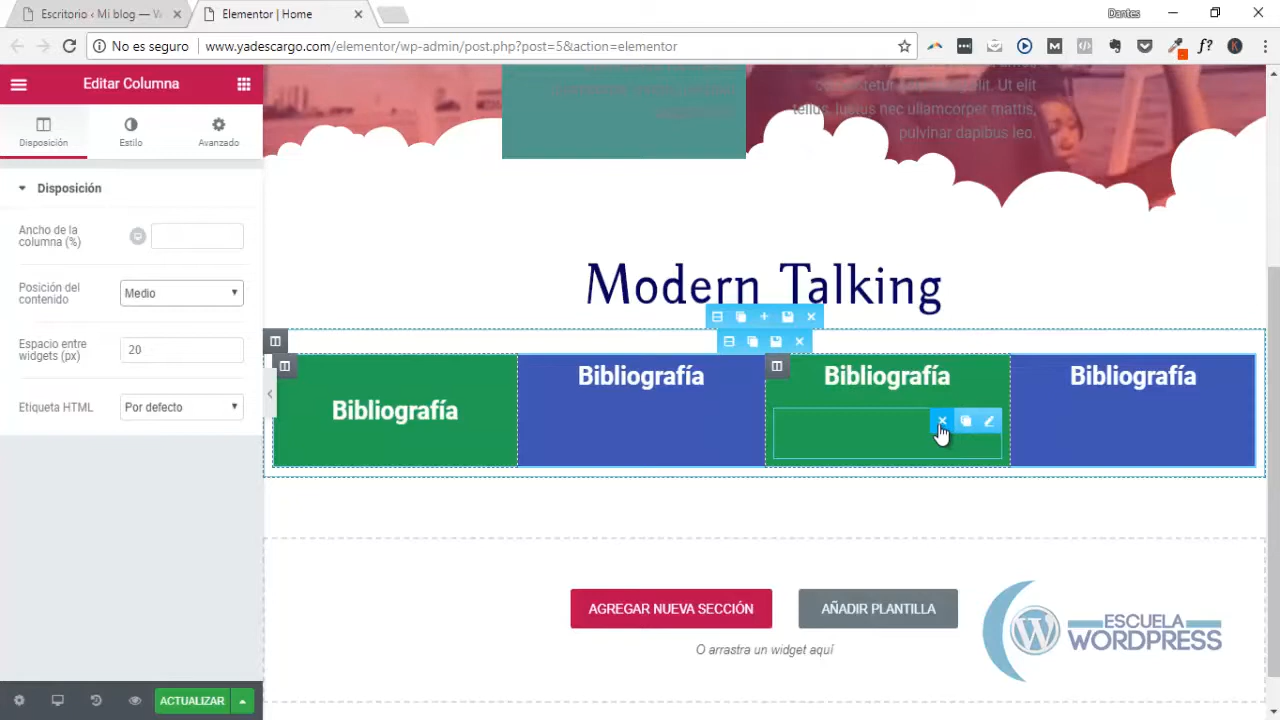 Escritorio ‹ Mi blog — W
Elementor | Home
Dantes
No es seguro
www.yadescargo.com/elementor/wp-admin/post.php?post=5&action=elementor
Editar Columna
Disposición
Estilo
Avanzado
Disposición
Ancho de la
columna (%)
Posición del
contenido
Medio
Espacio entre
widgets (px)
20
Etiqueta HTML
Por defecto
ACTUALIZAR
elit. Ut elit
tellus, luctus nec ullamcorper mattis,
pulvinar dapibus leo.
Modern Talking
Bibliografía
Bibliografía
Bibliografía
Bibliografía
AGREGAR NUEVA SECCIÓN
AÑADIR PLANTILLA
O arrastra un widget aquí
ESCUELA
WORDPRESS